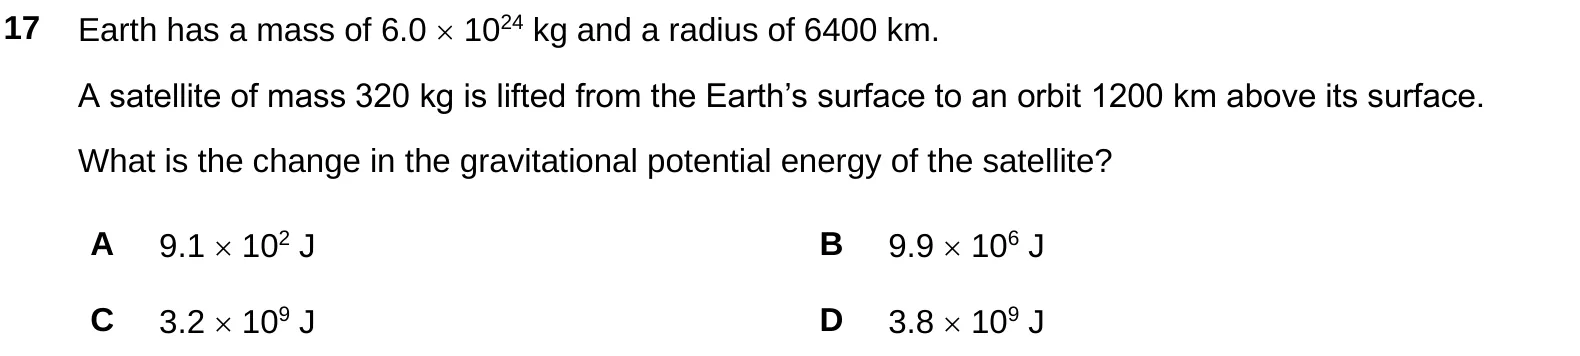 17 Earth has a mass of 6.0 × 10²⁴ kg and a radius of 6400 km.
A satellite of mass 320 kg is lifted from the Earth’s surface to an orbit 1200 km above its surface.
What is the change in the gravitational potential energy of the satellite?
A 9.1 × 10² J B 9.9 × 10⁶ J
C 3.2 × 10⁹ J D 3.8 × 10⁹ J